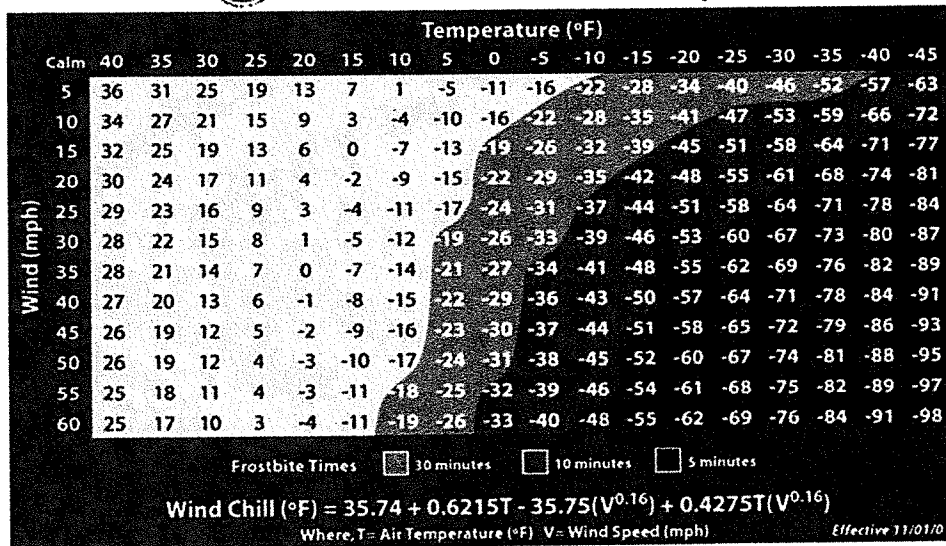 Temperature (°F)
Calm 40 35 30 25 20 15 10 5 0 -5 -10 -15 -20 -25 -30 -35 -40 -45
5 36 31 25 19 13 7 1 -5 -11 -16 -22 -28 -34 -40 -46 -52 -57 -63
10 34 27 21 15 9 3 -4 -10 -16 -22 -28 -35 -41 -47 -53 -59 -66 -72
15 32 25 19 13 6 0 -7 -13 -19 -26 -32 -39 -45 -51 -58 -64 -71 -77
20 30 24 17 11 4 -2 -9 -15 -22 -29 -35 -42 -48 -55 -61 -68 -74 -81
25 29 23 16 9 3 -4 -11 -17 -24 -31 -37 -44 -51 -58 -64 -71 -78 -84
30 28 22 15 8 1 -5 -12 -19 -26 -33 -39 -46 -53 -60 -67 -73 -80 -87
35 28 21 14 7 0 -7 -14 -21 -27 -34 -41 -48 -55 -62 -69 -76 -82 -89
40 27 20 13 6 -1 -8 -15 -22 -29 -36 -43 -50 -57 -64 -71 -78 -84 -91
45 26 19 12 5 -2 -9 -16 -23 -30 -37 -44 -51 -58 -65 -72 -79 -86 -93
50 26 19 12 4 -3 -10 -17 -24 -31 -38 -45 -52 -60 -67 -74 -81 -88 -95
55 25 18 11 4 -3 -11 -18 -25 -32 -39 -46 -54 -61 -68 -75 -82 -89 -97
60 25 17 10 3 -4 -11 -19 -26 -33 -40 -48 -55 -62 -69 -76 -84 -91 -98
Wind (mph)
Frostbite Times 30 minutes 10 minutes 5 minutes
Wind Chill (°F) = 35.74 + 0.6215T - 35.75(V0.16) + 0.4275T(V0.16)
Where, T= Air Temperature (°F) V= Wind Speed (mph) Effective 11/01/0